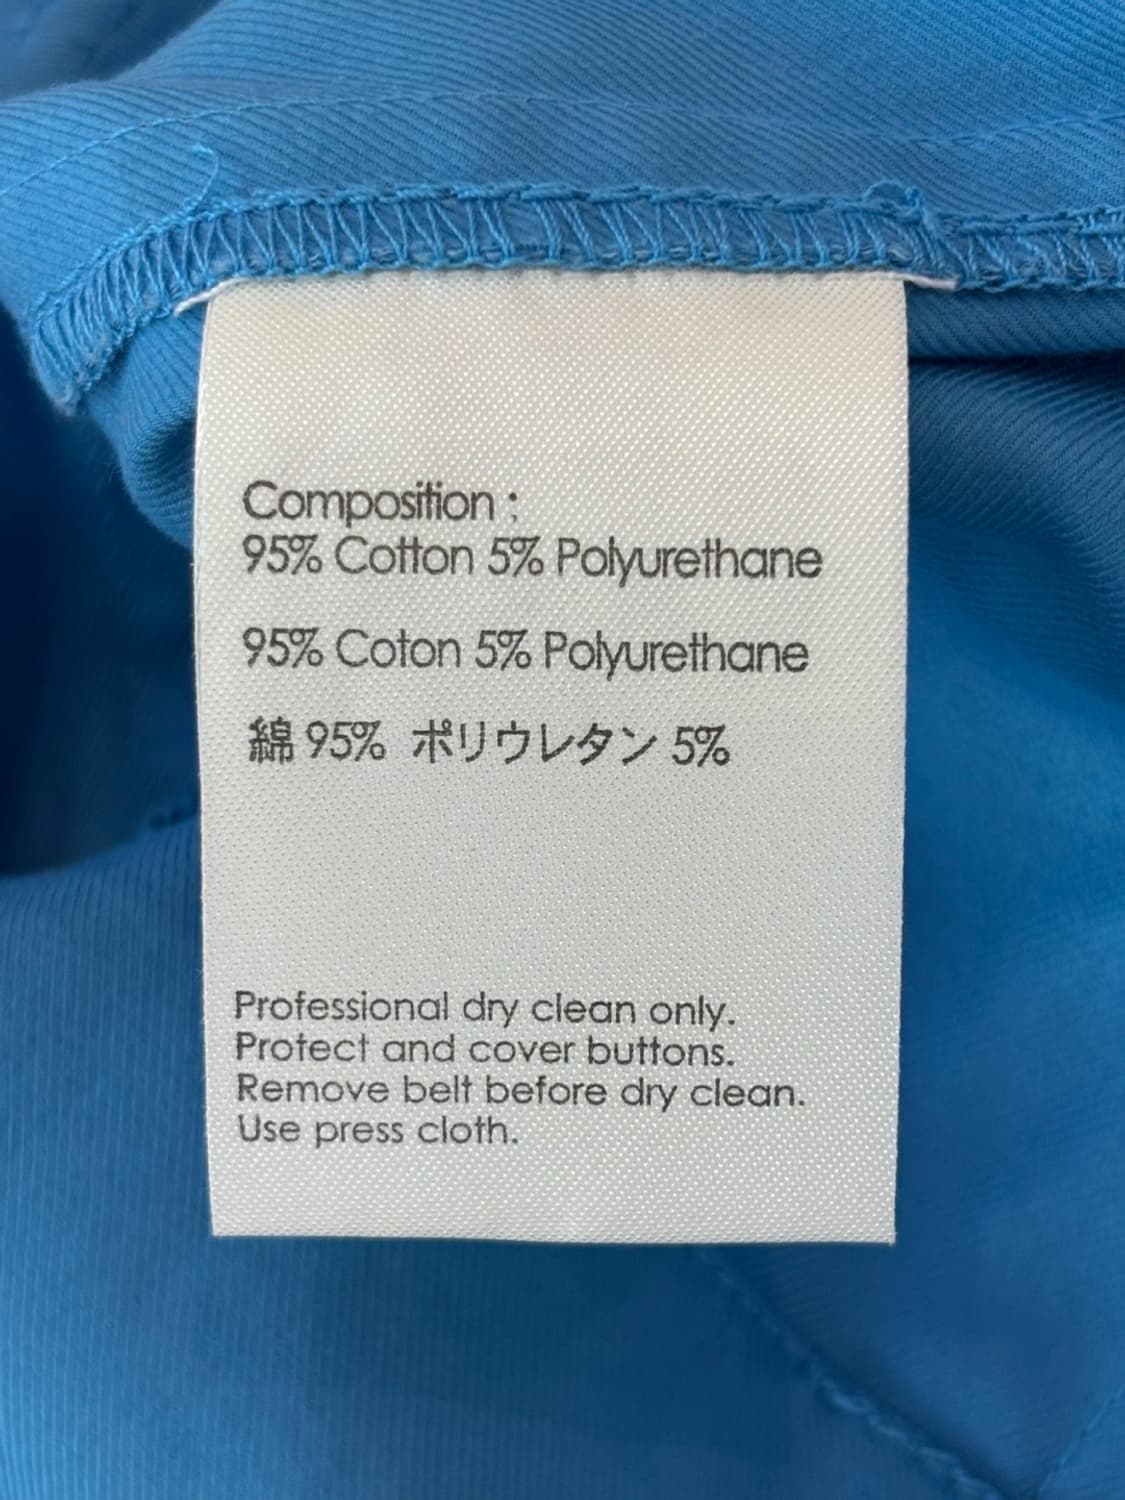 Composition :
95% Cotton 5% Polyurethane
95% Coton 5% Polyurethane
綿 95% ポリウレタン 5%
Professional dry clean only.
Protect and cover buttons.
Remove belt before dry clean.
Use press cloth.